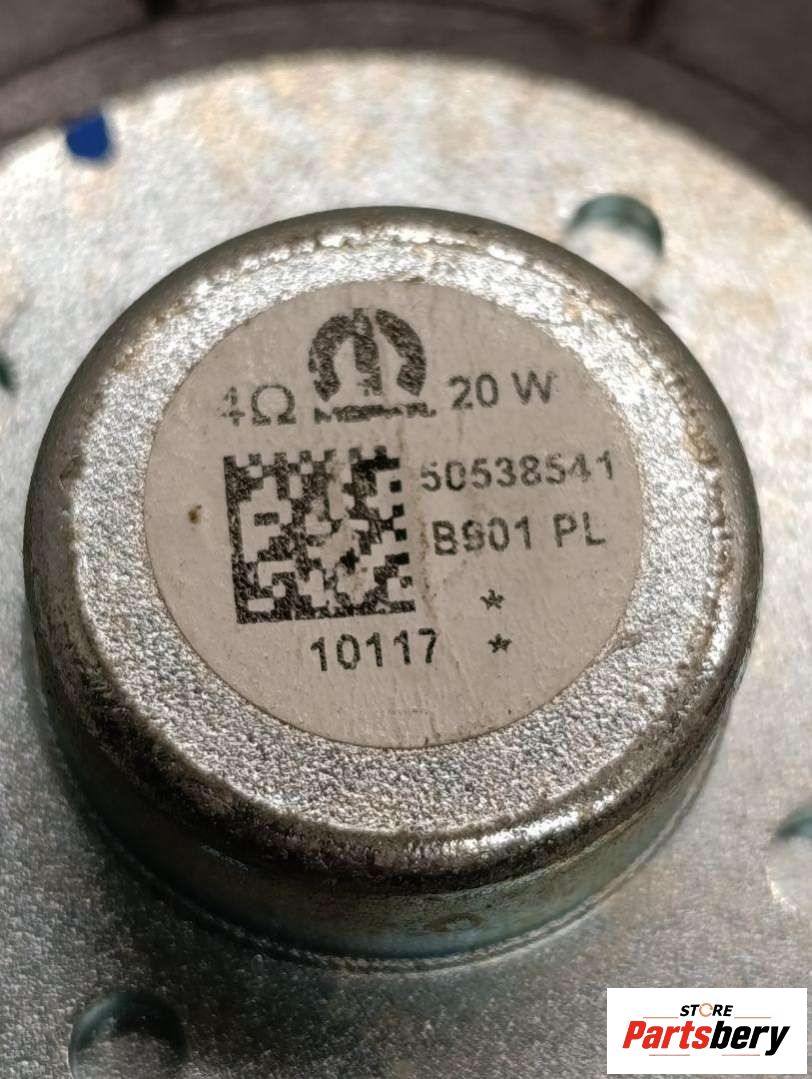 4Ω 20 W
MOPAR
50538541
B901 PL
*
10117 *
STORE
Partsbery